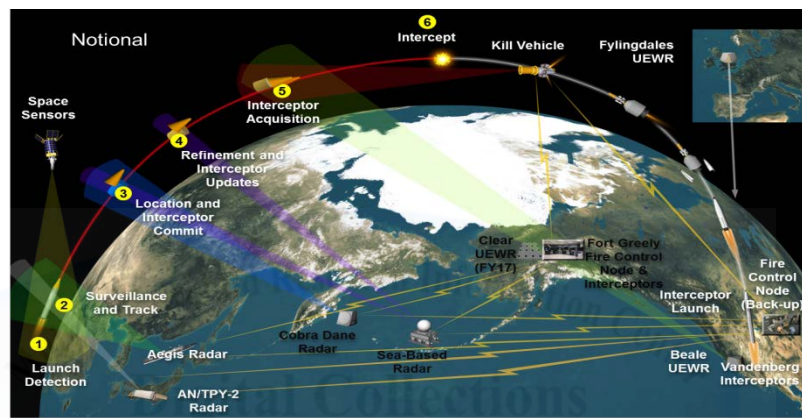 Notional
6
Intercept
Kill Vehicle
Fylingdales
UEWR
Space
Sensors
5
Interceptor
Acquisition
4
Refinement and
Interceptor
Updates
3
Location and
Interceptor
Commit
Clear
UEWR
(FY17)
Fort Greely
Fire Control
Node &
Interceptors
Fire
Control
Node
(Back-up)
2
Surveillance
and Track
Interceptor
Launch
1
Launch
Detection
Aegis Radar
Cobra Dane
Radar
Sea-Based
Radar
Beale
UEWR
Vandenberg
Interceptors
AN/TPY-2
Radar
Digital Collections